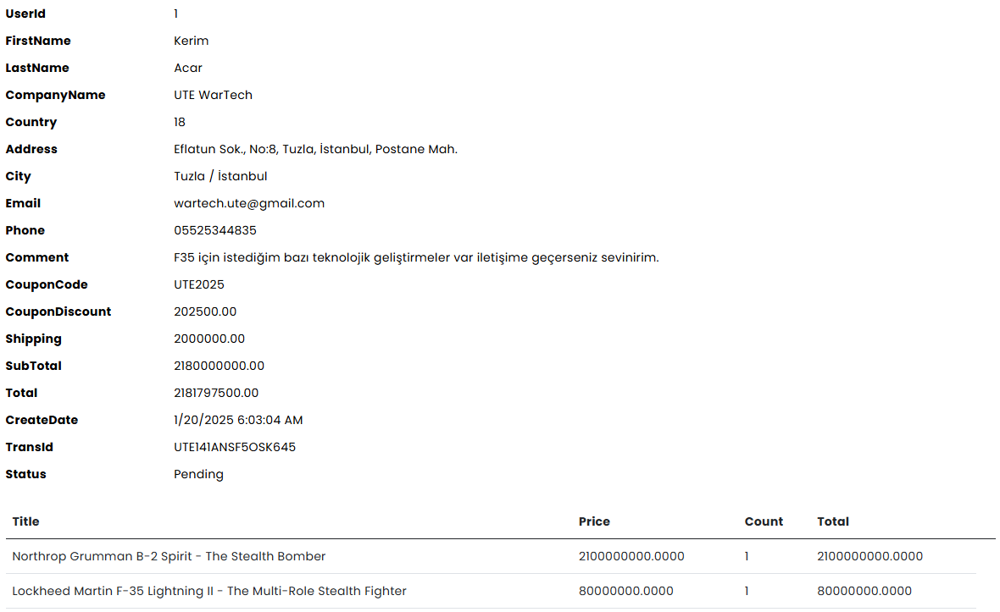 UserId 1
FirstName Kerim
LastName Acar
CompanyName UTE WarTech
Country 18
Address Eflatun Sok., No:8, Tuzla, İstanbul, Postane Mah.
City Tuzla / İstanbul
Email wartech.ute@gmail.com
Phone 05525344835
Comment F35 için istediğim bazı teknolojik geliştirmeler var iletişime geçerseniz sevinirim.
CouponCode UTE2025
CouponDiscount 202500.00
Shipping 2000000.00
SubTotal 2180000000.00
Total 2181797500.00
CreateDate 1/20/2025 6:03:04 AM
TransId UTE141ANSF5OSK645
Status Pending
Title Price Count Total
Northrop Grumman B-2 Spirit - The Stealth Bomber 2100000000.0000 1 2100000000.0000
Lockheed Martin F-35 Lightning II - The Multi-Role Stealth Fighter 80000000.0000 1 80000000.0000